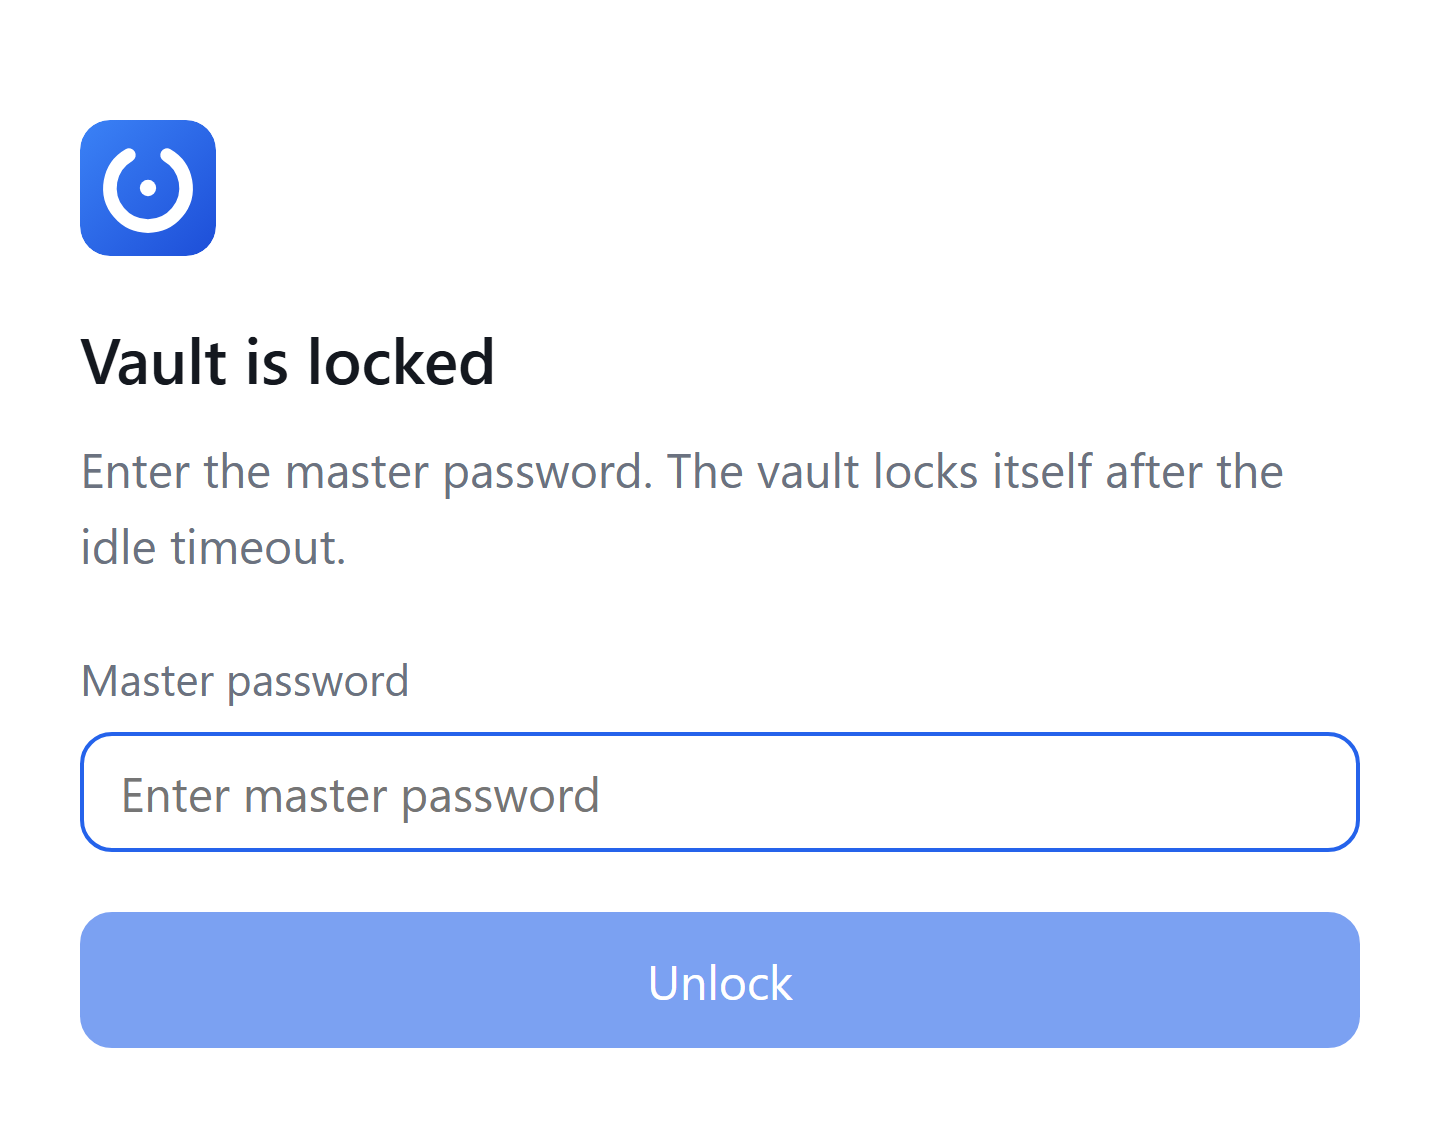 Vault is locked
Enter the master password. The vault locks itself after the
idle timeout.
Master password
Enter master password
Unlock